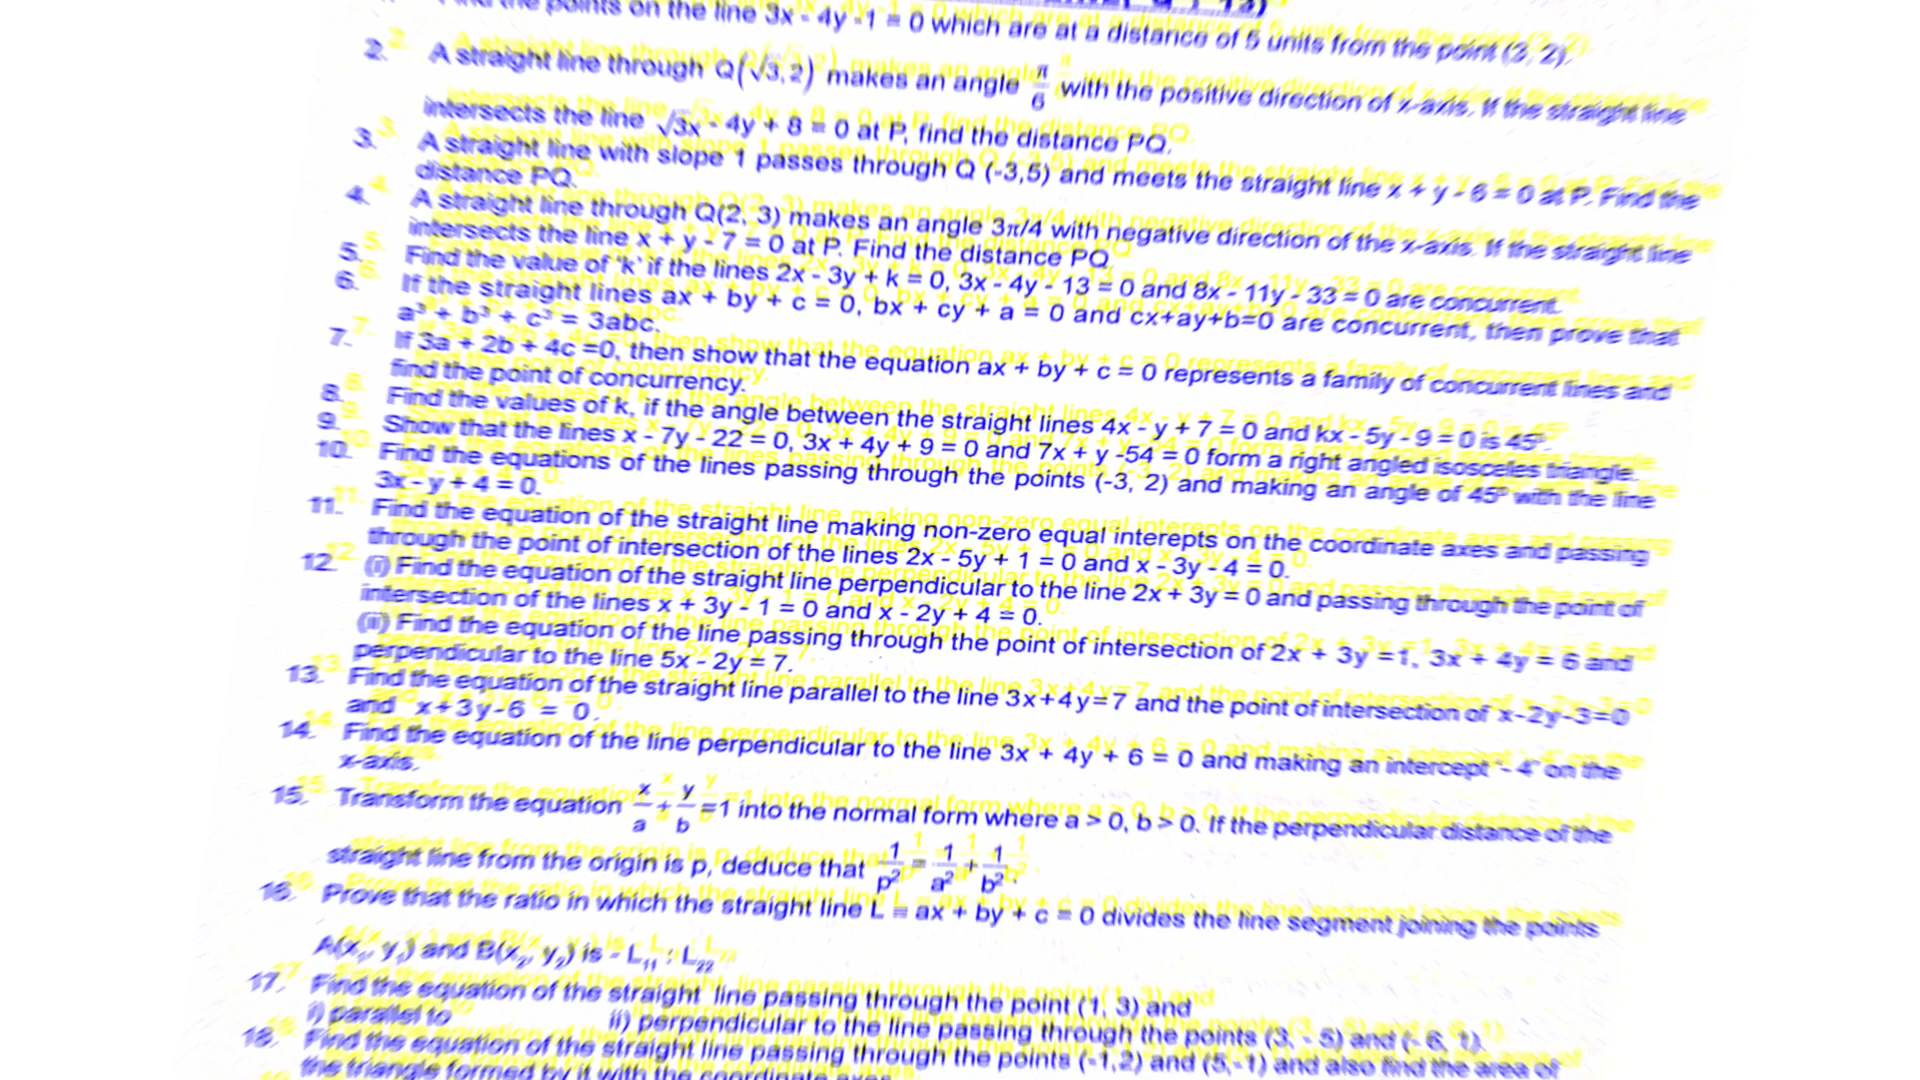 the points on the line 3x - 4y - 1 = 0 which are at a distance of 5 units from the point (3, 2).
2. A straight line through Q(√3,2) makes an angle π/6 with the positive direction of x-axis. If the straight line
intersects the line √3x - 4y + 8 = 0 at P, find the distance PQ.
3. A straight line with slope 1 passes through Q (-3,5) and meets the straight line x + y - 6 = 0 at P. Find the
distance PQ.
4. A straight line through Q(2, 3) makes an angle 3π/4 with negative direction of the x-axis. If the straight line
intersects the line x + y - 7 = 0 at P. Find the distance PQ
5. Find the value of 'k' if the lines 2x - 3y + k = 0, 3x - 4y - 13 = 0 and 8x - 11y - 33 = 0 are concurrent.
6. If the straight lines ax + by + c = 0, bx + cy + a = 0 and cx+ay+b=0 are concurrent, then prove that
a³ + b³ + c³ = 3abc.
7. If 3a + 2b + 4c =0, then show that the equation ax + by + c = 0 represents a family of concurrent lines and
find the point of concurrency.
8. Find the values of k, if the angle between the straight lines 4x - y + 7 = 0 and kx - 5y - 9 = 0 is 45°.
9. Show that the lines x - 7y - 22 = 0, 3x + 4y + 9 = 0 and 7x + y -54 = 0 form a right angled isosceles triangle.
10. Find the equations of the lines passing through the points (-3, 2) and making an angle of 45° with the line
3x - y + 4 = 0.
11. Find the equation of the straight line making non-zero equal interepts on the coordinate axes and passing
through the point of intersection of the lines 2x - 5y + 1 = 0 and x - 3y - 4 = 0.
12. (i) Find the equation of the straight line perpendicular to the line 2x + 3y = 0 and passing through the point of
intersection of the lines x + 3y - 1 = 0 and x - 2y + 4 = 0.
(ii) Find the equation of the line passing through the point of intersection of 2x + 3y =1, 3x + 4y = 6 and
perpendicular to the line 5x - 2y = 7.
13. Find the equation of the straight line parallel to the line 3x+4y=7 and the point of intersection of x-2y-3=0
and x+3y-6 = 0.
14. Find the equation of the line perpendicular to the line 3x + 4y + 6 = 0 and making an intercept '- 4' on the
x-axis.
15. Transform the equation x/a + y/b =1 into the normal form where a > 0, b > 0. If the perpendicular distance of the
straight line from the origin is p, deduce that 1/p² = 1/a² + 1/b².
16. Prove that the ratio in which the straight line L ≡ ax + by + c = 0 divides the line segment joining the points
A(x₁, y₁) and B(x₂, y₂) is - L₁₁ : L₂₂
17. Find the equation of the straight line passing through the point (1, 3) and
i) parallel to ii) perpendicular to the line passing through the points (3, - 5) and (- 6, 1).
18. Find the equation of the straight line passing through the points (-1,2) and (5,-1) and also find the area of
the triangle formed by it with the coordinate axes.